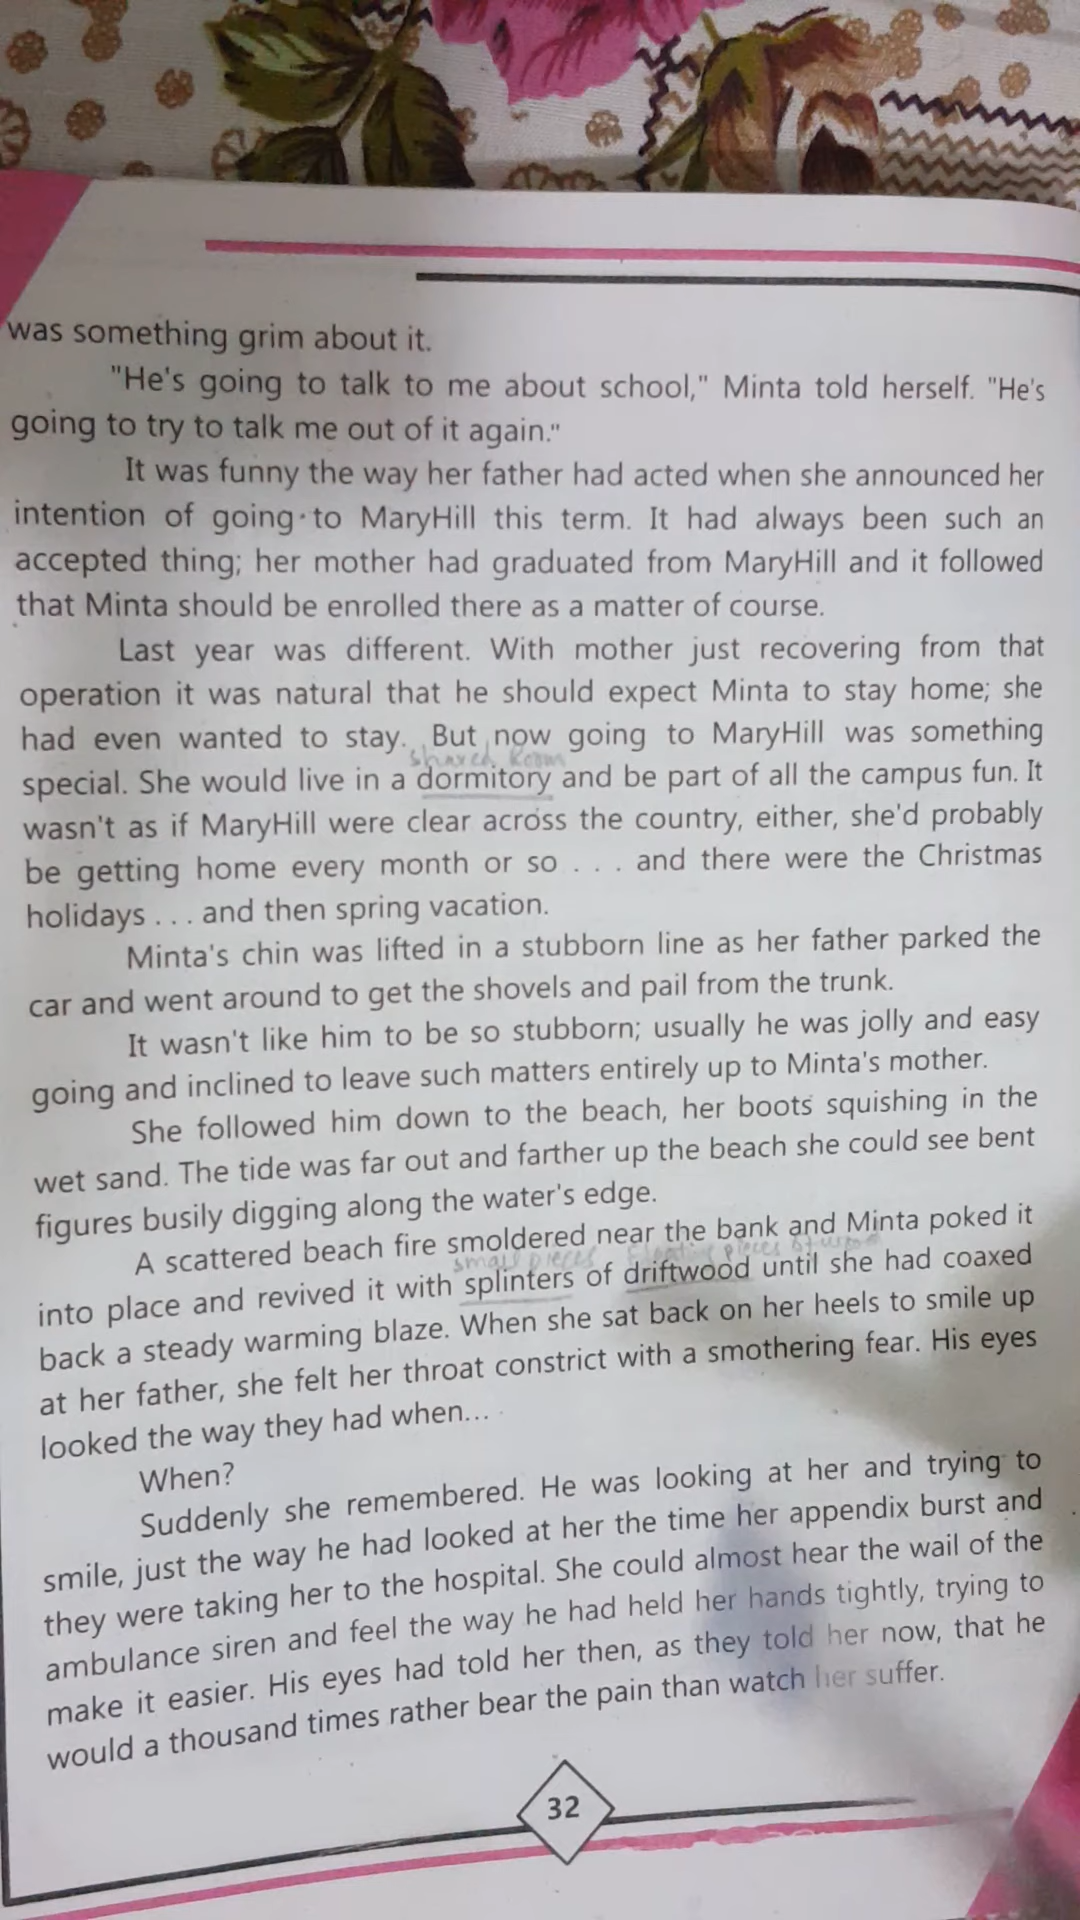 was something grim about it.
"He's going to talk to me about school," Minta told herself. "He's
going to try to talk me out of it again."
It was funny the way her father had acted when she announced her
intention of going to MaryHill this term. It had always been such an
accepted thing; her mother had graduated from MaryHill and it followed
that Minta should be enrolled there as a matter of course.
Last year was different. With mother just recovering from that
operation it was natural that he should expect Minta to stay home; she
had even wanted to stay. But now going to MaryHill was something
shared Room
special. She would live in a dormitory and be part of all the campus fun. It
wasn't as if MaryHill were clear across the country, either, she'd probably
be getting home every month or so . . . and there were the Christmas
holidays . . . and then spring vacation.
Minta's chin was lifted in a stubborn line as her father parked the
car and went around to get the shovels and pail from the trunk.
It wasn't like him to be so stubborn; usually he was jolly and easy
going and inclined to leave such matters entirely up to Minta's mother.
She followed him down to the beach, her boots squishing in the
wet sand. The tide was far out and farther up the beach she could see bent
figures busily digging along the water's edge.
A scattered beach fire smoldered near the bank and Minta poked it
small pieces Floating pieces of wood
into place and revived it with splinters of driftwood until she had coaxed
back a steady warming blaze. When she sat back on her heels to smile up
at her father, she felt her throat constrict with a smothering fear. His eyes
looked the way they had when...
When?
Suddenly she remembered. He was looking at her and trying to
smile, just the way he had looked at her the time her appendix burst and
they were taking her to the hospital. She could almost hear the wail of the
ambulance siren and feel the way he had held her hands tightly, trying to
make it easier. His eyes had told her then, as they told her now, that he
would a thousand times rather bear the pain than watch her suffer.
32